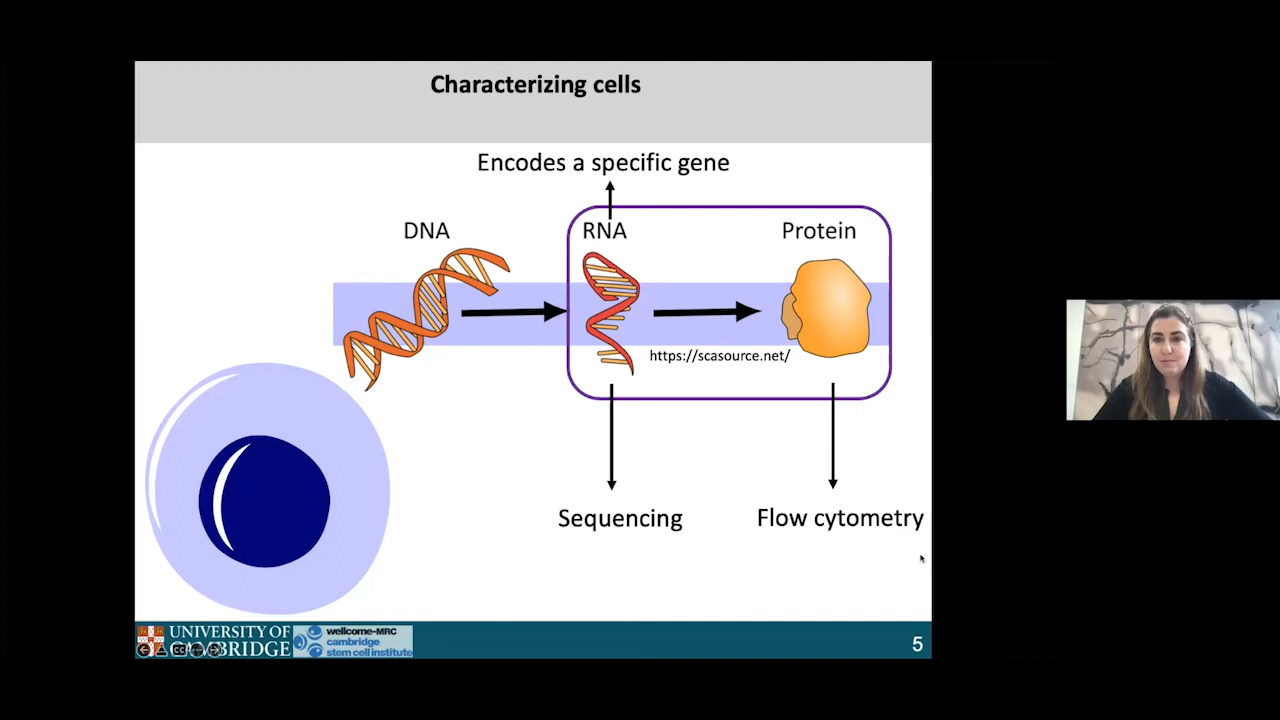 Characterizing cells
Encodes a specific gene
DNA
RNA
Protein
https://scasource.net/
Sequencing
Flow cytometry
UNIVERSITY OF
CAMBRIDGE
wellcome-MRC
cambridge
stem cell institute
5